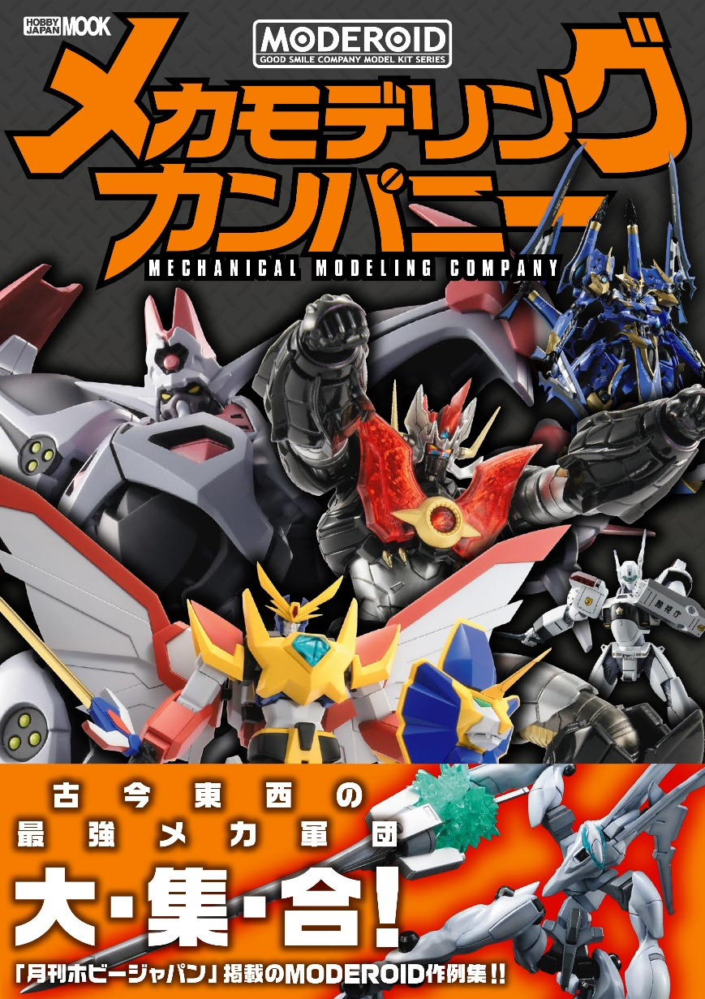 HOBBY JAPAN MOOK
MODEROID
GOOD SMILE COMPANY MODEL KIT SERIES
メカモデリング
カンパニー
MECHANICAL MODELING COMPANY
警視庁
古今東西の
最強メカ軍団
大・集・合!
「月刊ホビージャパン」掲載のMODEROID作例集!!